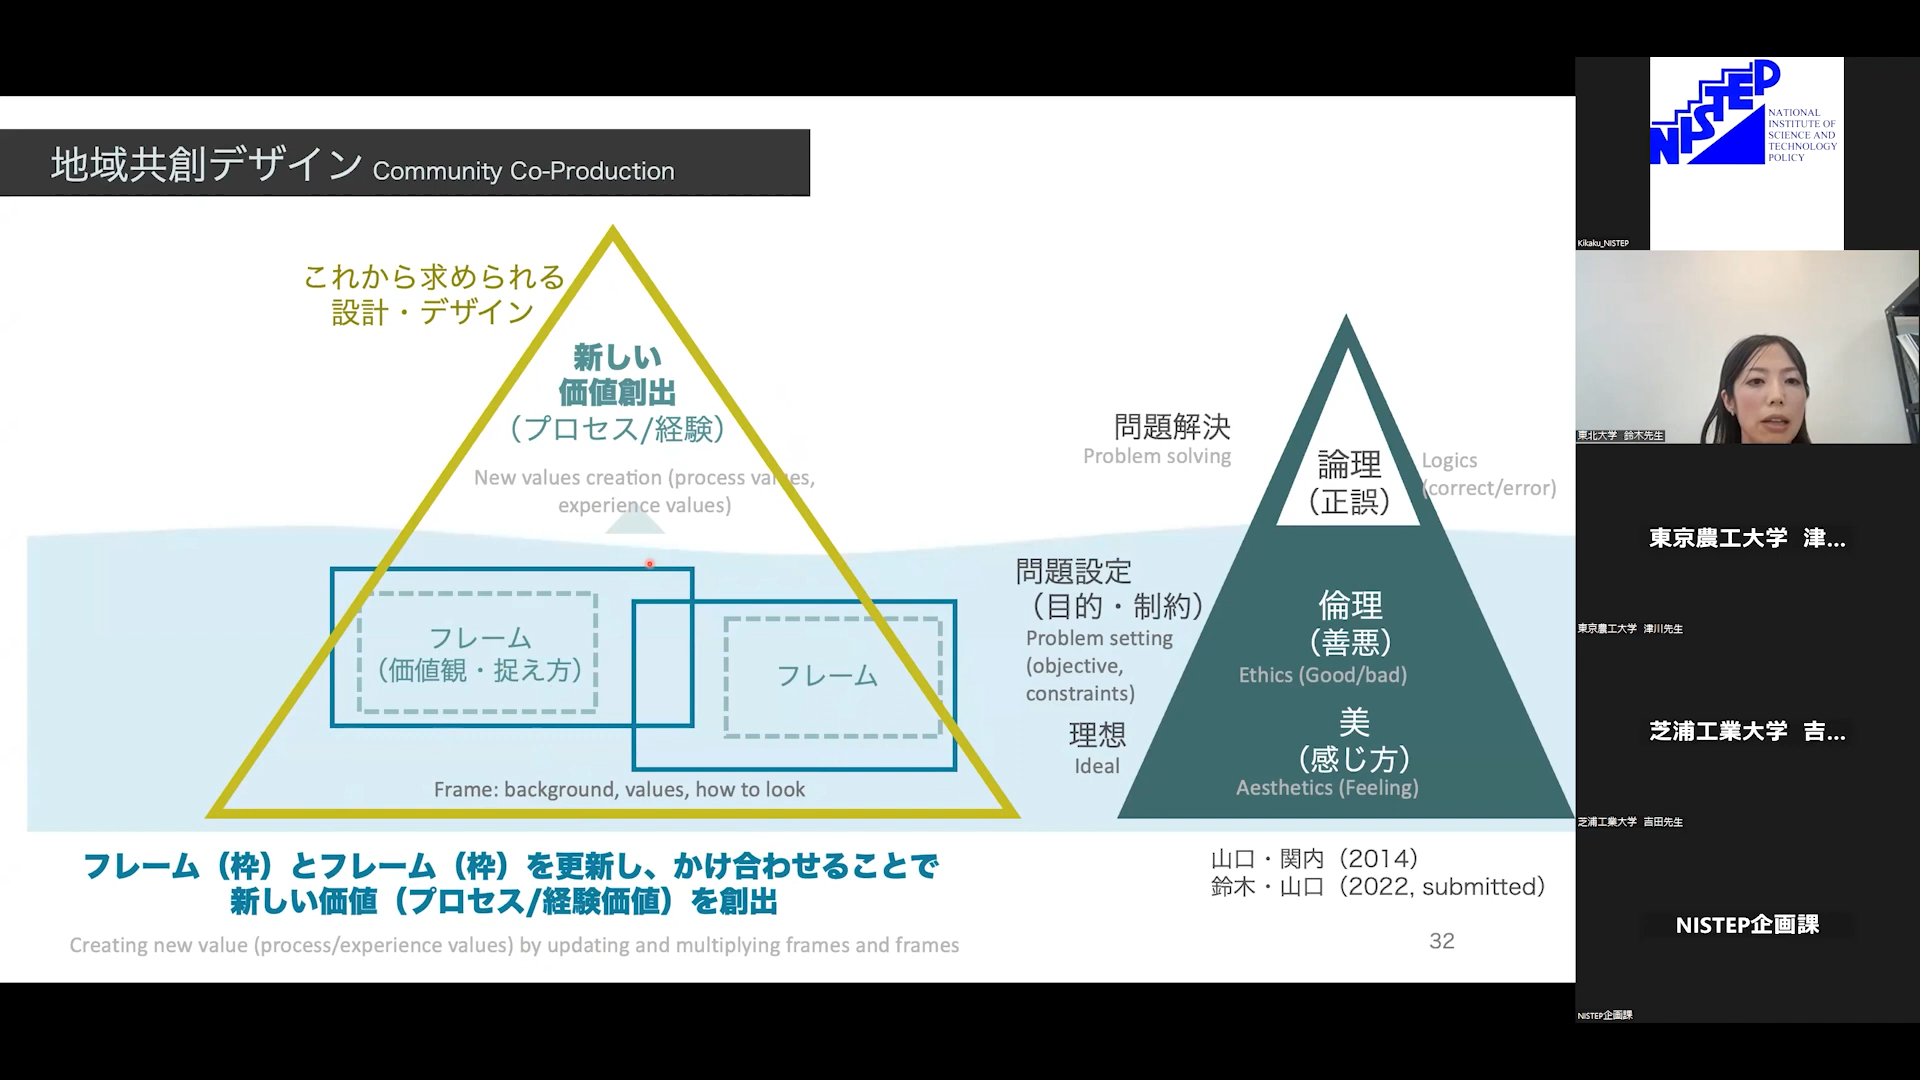 地域共創デザイン Community Co-Production
これから求められる
設計・デザイン
新しい
価値創出
（プロセス/経験）
New values creation (process values,
experience values)
フレーム
（価値観・捉え方）
フレーム
Frame: background, values, how to look
フレーム（枠）とフレーム（枠）を更新し、かけ合わせることで
新しい価値（プロセス/経験価値）を創出
Creating new value (process/experience values) by updating and multiplying frames and frames
問題解決
Problem solving
論理
（正誤）
Logics
(correct/error)
問題設定
（目的・制約）
Problem setting
(objective,
constraints)
倫理
（善悪）
Ethics (Good/bad)
理想
Ideal
美
（感じ方）
Aesthetics (Feeling)
山口・関内（2014）
鈴木・山口（2022, submitted）
32
NISTEP
NATIONAL
INSTITUTE OF
SCIENCE AND
TECHNOLOGY
POLICY
Kikaku_NISTEP
東北大学 鈴木先生
東京農工大学 津...
東京農工大学 津川先生
芝浦工業大学 吉...
芝浦工業大学 吉田先生
NISTEP企画課
NISTEP企画課